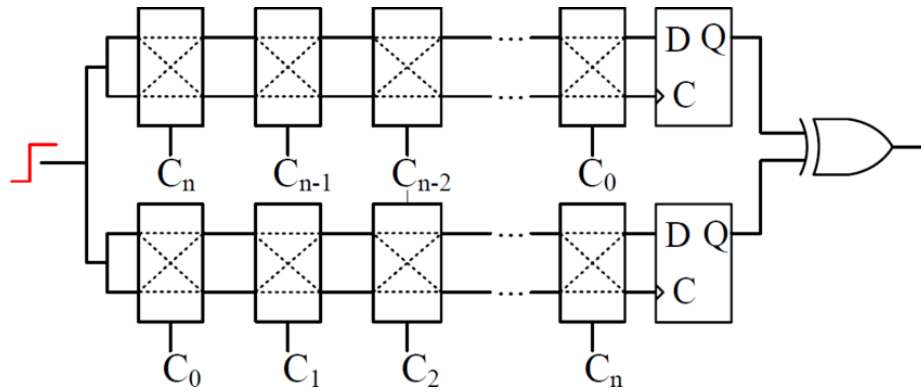 ... D Q
... C
Cₙ Cₙ₋₁ Cₙ₋₂ C₀
... D Q
... C
C₀ C₁ C₂ Cₙ